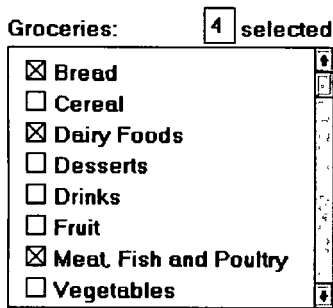 Groceries: 4 selected
Bread
Cereal
Dairy Foods
Desserts
Drinks
Fruit
Meat, Fish and Poultry
Vegetables